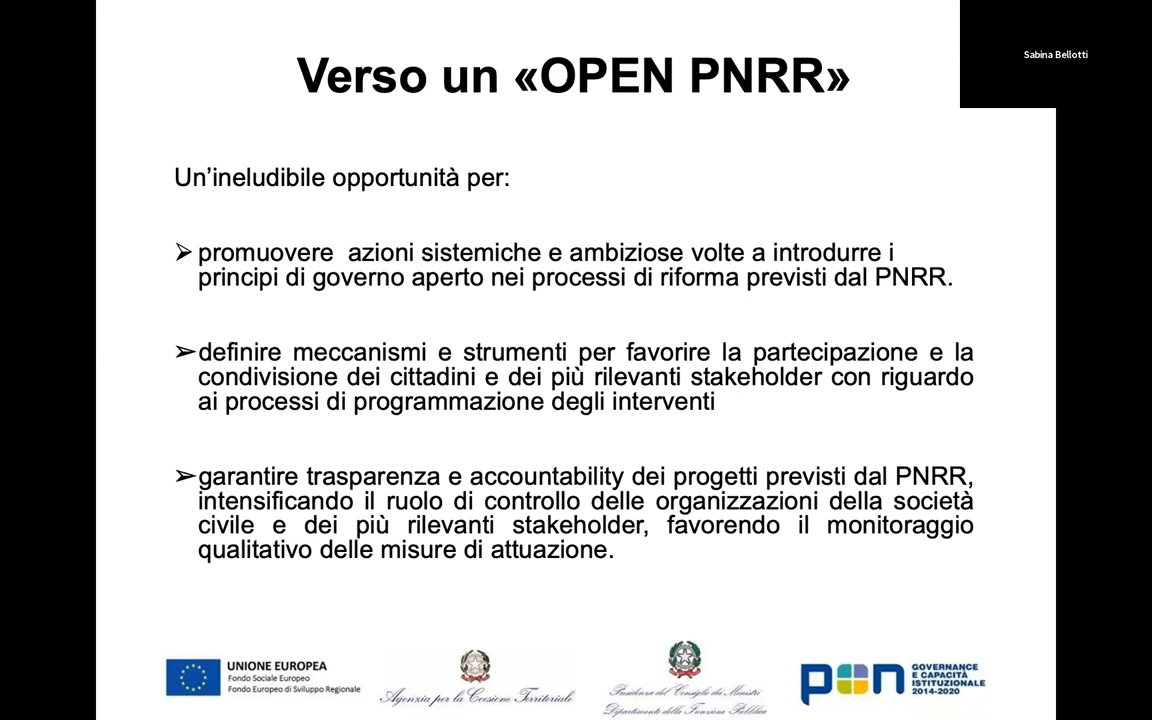 Verso un «OPEN PNRR»
Sabina Bellotti
Un’ineludibile opportunità per:
➢ promuovere azioni sistemiche e ambiziose volte a introdurre i
principi di governo aperto nei processi di riforma previsti dal PNRR.
➢ definire meccanismi e strumenti per favorire la partecipazione e la
condivisione dei cittadini e dei più rilevanti stakeholder con riguardo
ai processi di programmazione degli interventi
➢ garantire trasparenza e accountability dei progetti previsti dal PNRR,
intensificando il ruolo di controllo delle organizzazioni della società
civile e dei più rilevanti stakeholder, favorendo il monitoraggio
qualitativo delle misure di attuazione.
UNIONE EUROPEA
Fondo Sociale Europeo
Fondo Europeo di Sviluppo Regionale
Agenzia per la Coesione Territoriale
Presidenza del Consiglio dei Ministri
Dipartimento della Funzione Pubblica
pon
GOVERNANCE
E CAPACITÀ
ISTITUZIONALE
2014-2020